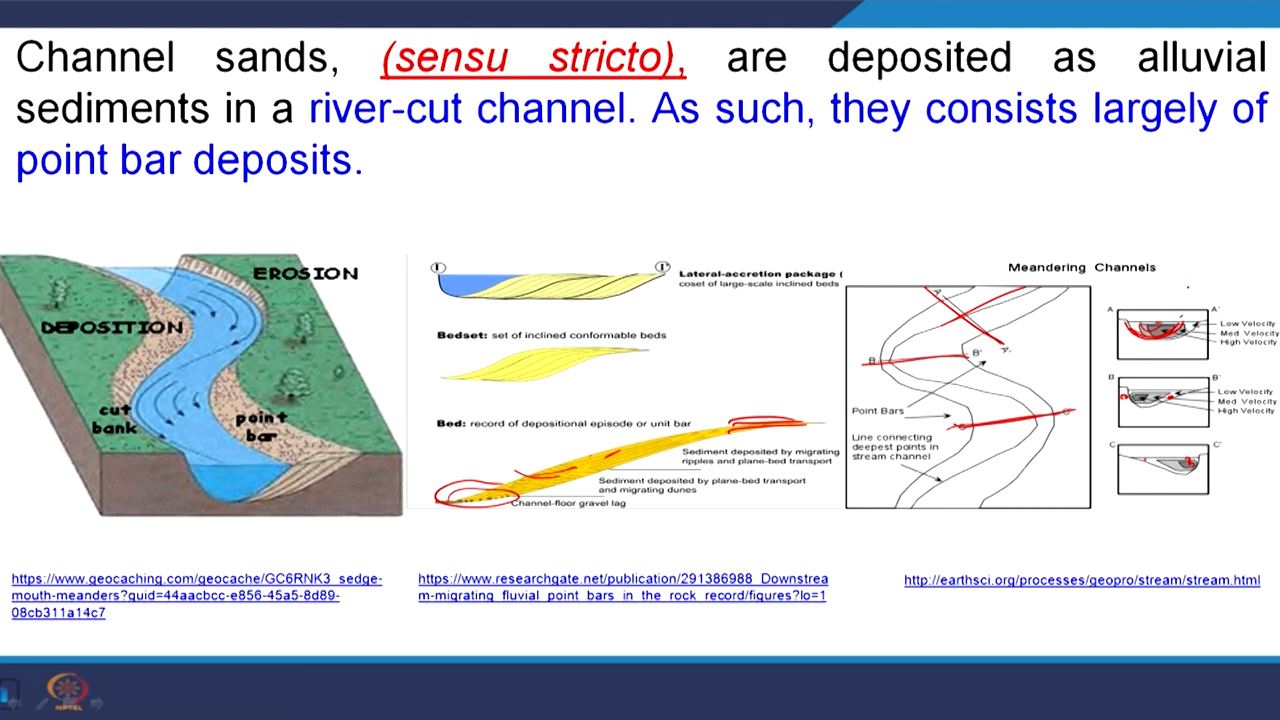 Channel sands, (sensu stricto), are deposited as alluvial
sediments in a river-cut channel. As such, they consists largely of
point bar deposits.
EROSION
DEPOSITION
cut
bank
point
bar
I
I'
Lateral-accretion package (
coset of large-scale inclined beds
Bedset: set of inclined conformable beds
Bed: record of depositional episode or unit bar
Sediment deposited by migrating
ripples and plane-bed transport
Sediment deposited by plane-bed transport
and migrating dunes
Channel-floor gravel lag
Meandering Channels
A
A'
B
B'
C
C'
Point Bars
Line connecting
deepest points in
stream channel
A
A'
Low Velocity
Med Velocity
High Velocity
B
B'
Low Velocity
Med Velocity
High Velocity
C
C'
https://www.geocaching.com/geocache/GC6RNK3_sedge-
mouth-meanders?guid=44aacbcc-e856-45a5-8d89-
08cb311a14c7
https://www.researchgate.net/publication/291386988_Downstrea
m-migrating_fluvial_point_bars_in_the_rock_record/figures?lo=1
http://earthsci.org/processes/geopro/stream/stream.html
NPTEL